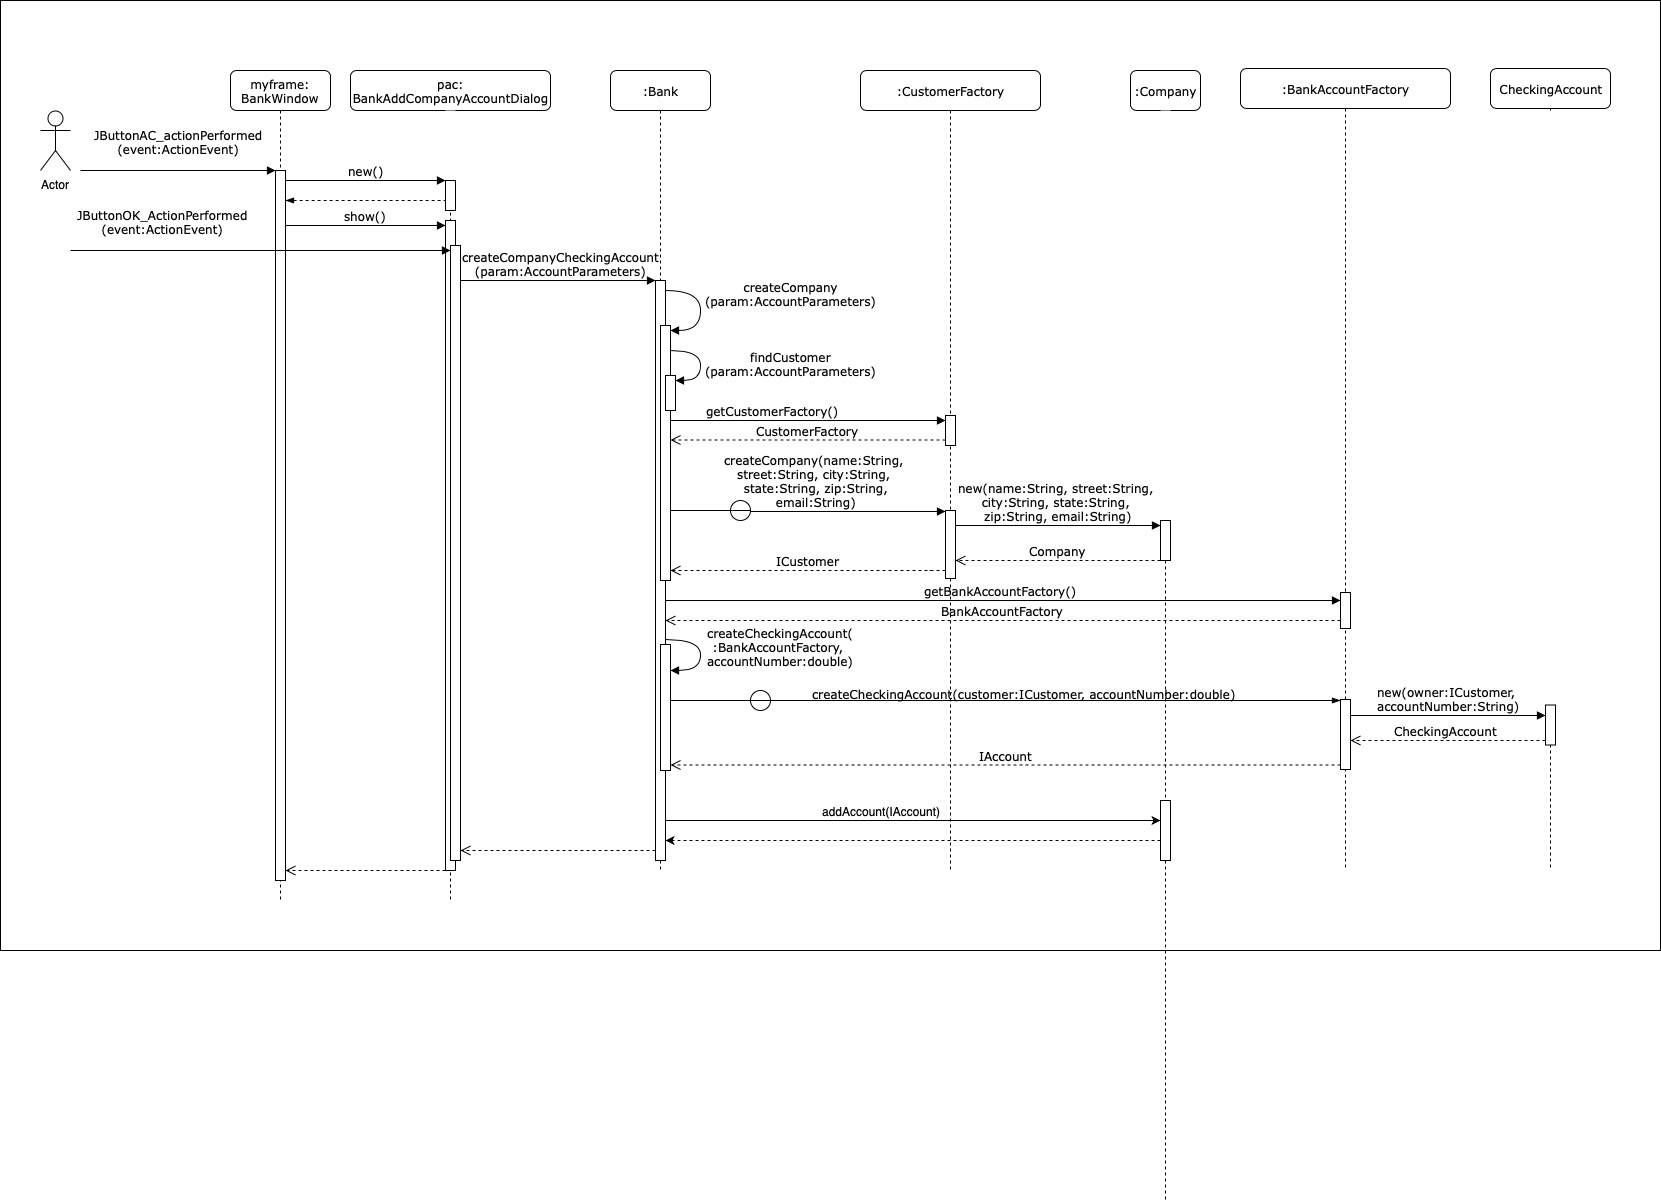 myframe:
BankWindow
pac:
BankAddCompanyAccountDialog
:Bank
:CustomerFactory
:Company
:BankAccountFactory
CheckingAccount
Actor
JButtonAC_actionPerformed
(event:ActionEvent)
new()
JButtonOK_ActionPerformed
(event:ActionEvent)
show()
createCompanyCheckingAccount
(param:AccountParameters)
createCompany
(param:AccountParameters)
findCustomer
(param:AccountParameters)
getCustomerFactory()
CustomerFactory
createCompany(name:String,
street:String, city:String,
state:String, zip:String,
email:String)
new(name:String, street:String,
city:String, state:String,
zip:String, email:String)
Company
ICustomer
getBankAccountFactory()
BankAccountFactory
createCheckingAccount(
:BankAccountFactory,
accountNumber:double)
createCheckingAccount(customer:ICustomer, accountNumber:double)
new(owner:ICustomer,
accountNumber:String)
CheckingAccount
IAccount
addAccount(IAccount)